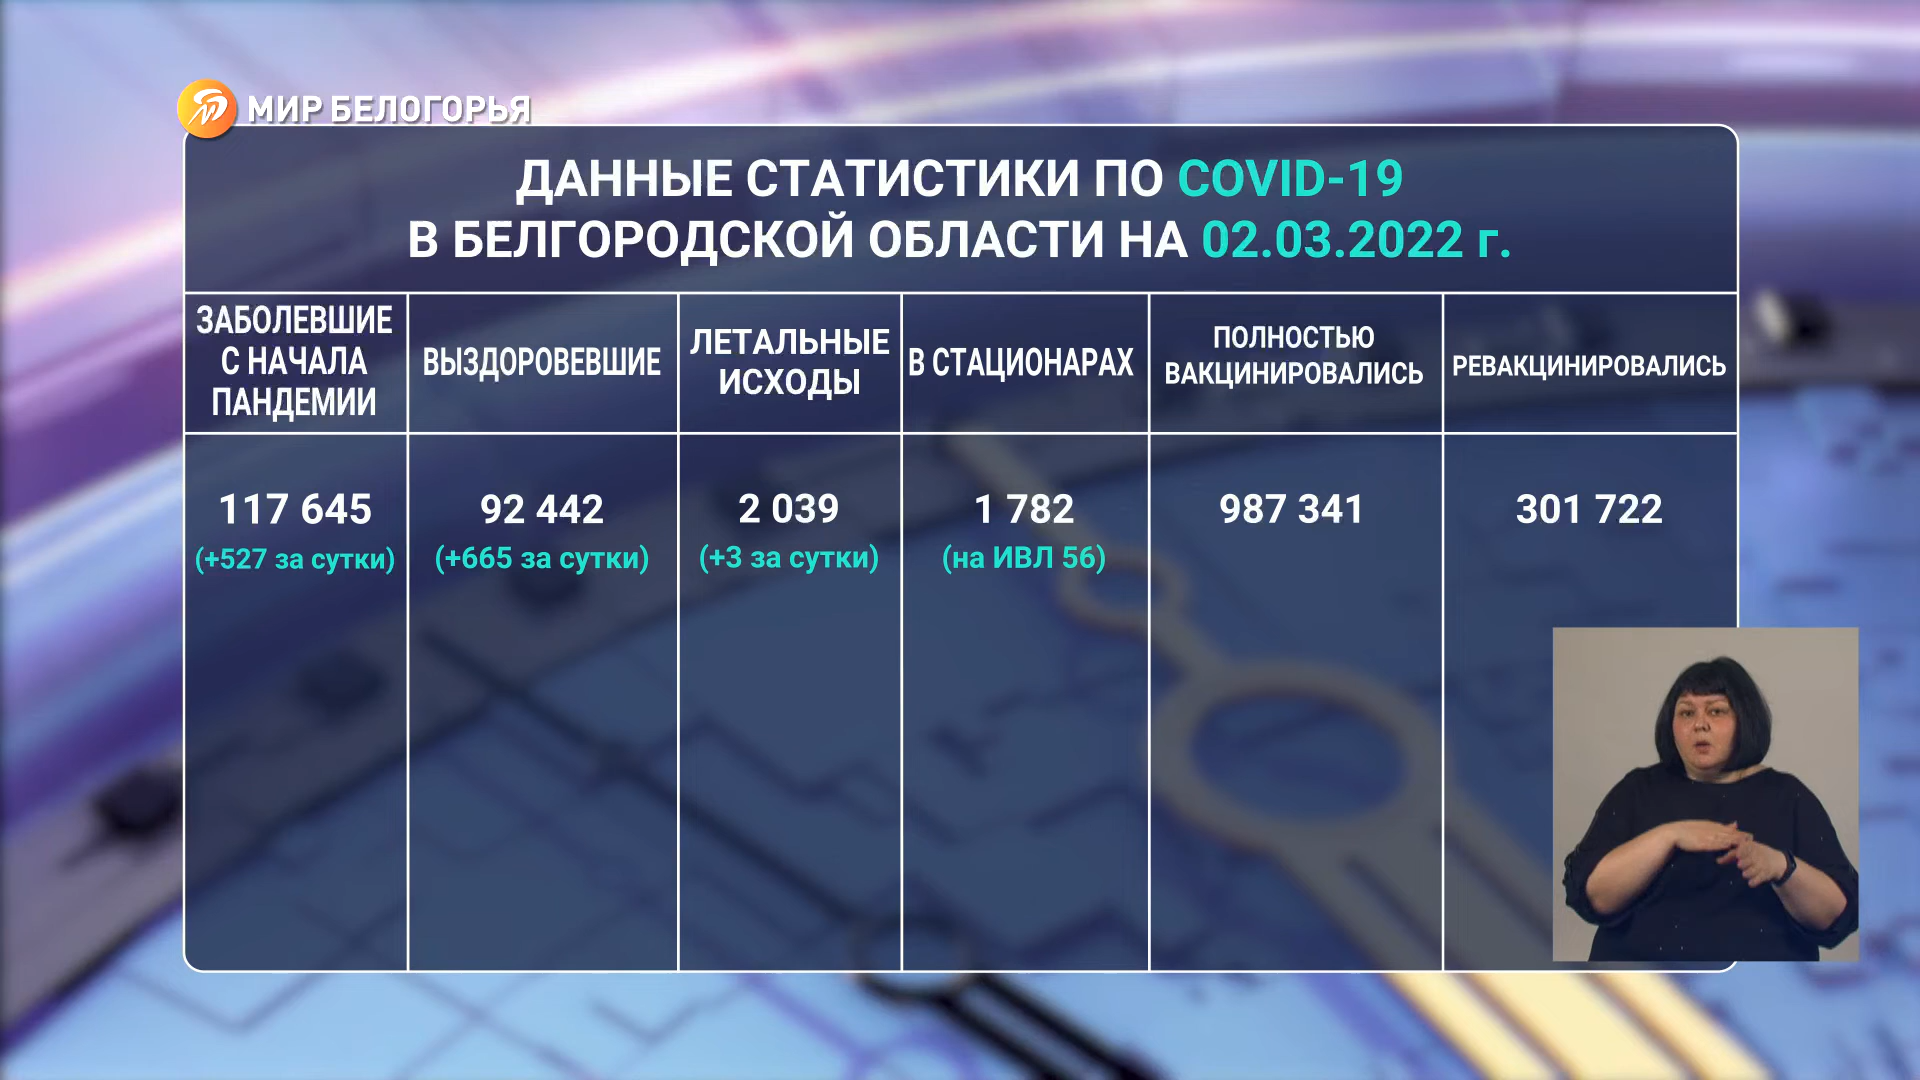 МИР БЕЛОГОРЬЯ
ДАННЫЕ СТАТИСТИКИ ПО COVID-19
В БЕЛГОРОДСКОЙ ОБЛАСТИ НА 02.03.2022 г.
ЗАБОЛЕВШИЕ
С НАЧАЛА
ПАНДЕМИИ
ВЫЗДОРОВЕВШИЕ
ЛЕТАЛЬНЫЕ
ИСХОДЫ
В СТАЦИОНАРАХ
ПОЛНОСТЬЮ
ВАКЦИНИРОВАЛИСЬ
РЕВАКЦИНИРОВАЛИСЬ
117 645
(+527 за сутки)
92 442
(+665 за сутки)
2 039
(+3 за сутки)
1 782
(на ИВЛ 56)
987 341
301 722